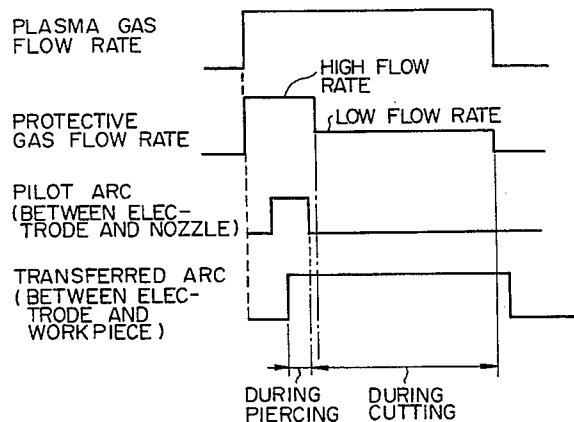 PLASMA GAS
FLOW RATE
HIGH FLOW
RATE
PROTECTIVE
GAS FLOW RATE
LOW FLOW RATE
PILOT ARC
(BETWEEN ELEC-
TRODE AND NOZZLE)
TRANSFERRED ARC
(BETWEEN ELEC-
TRODE AND
WORKPIECE)
DURING
PIERCING
DURING
CUTTING